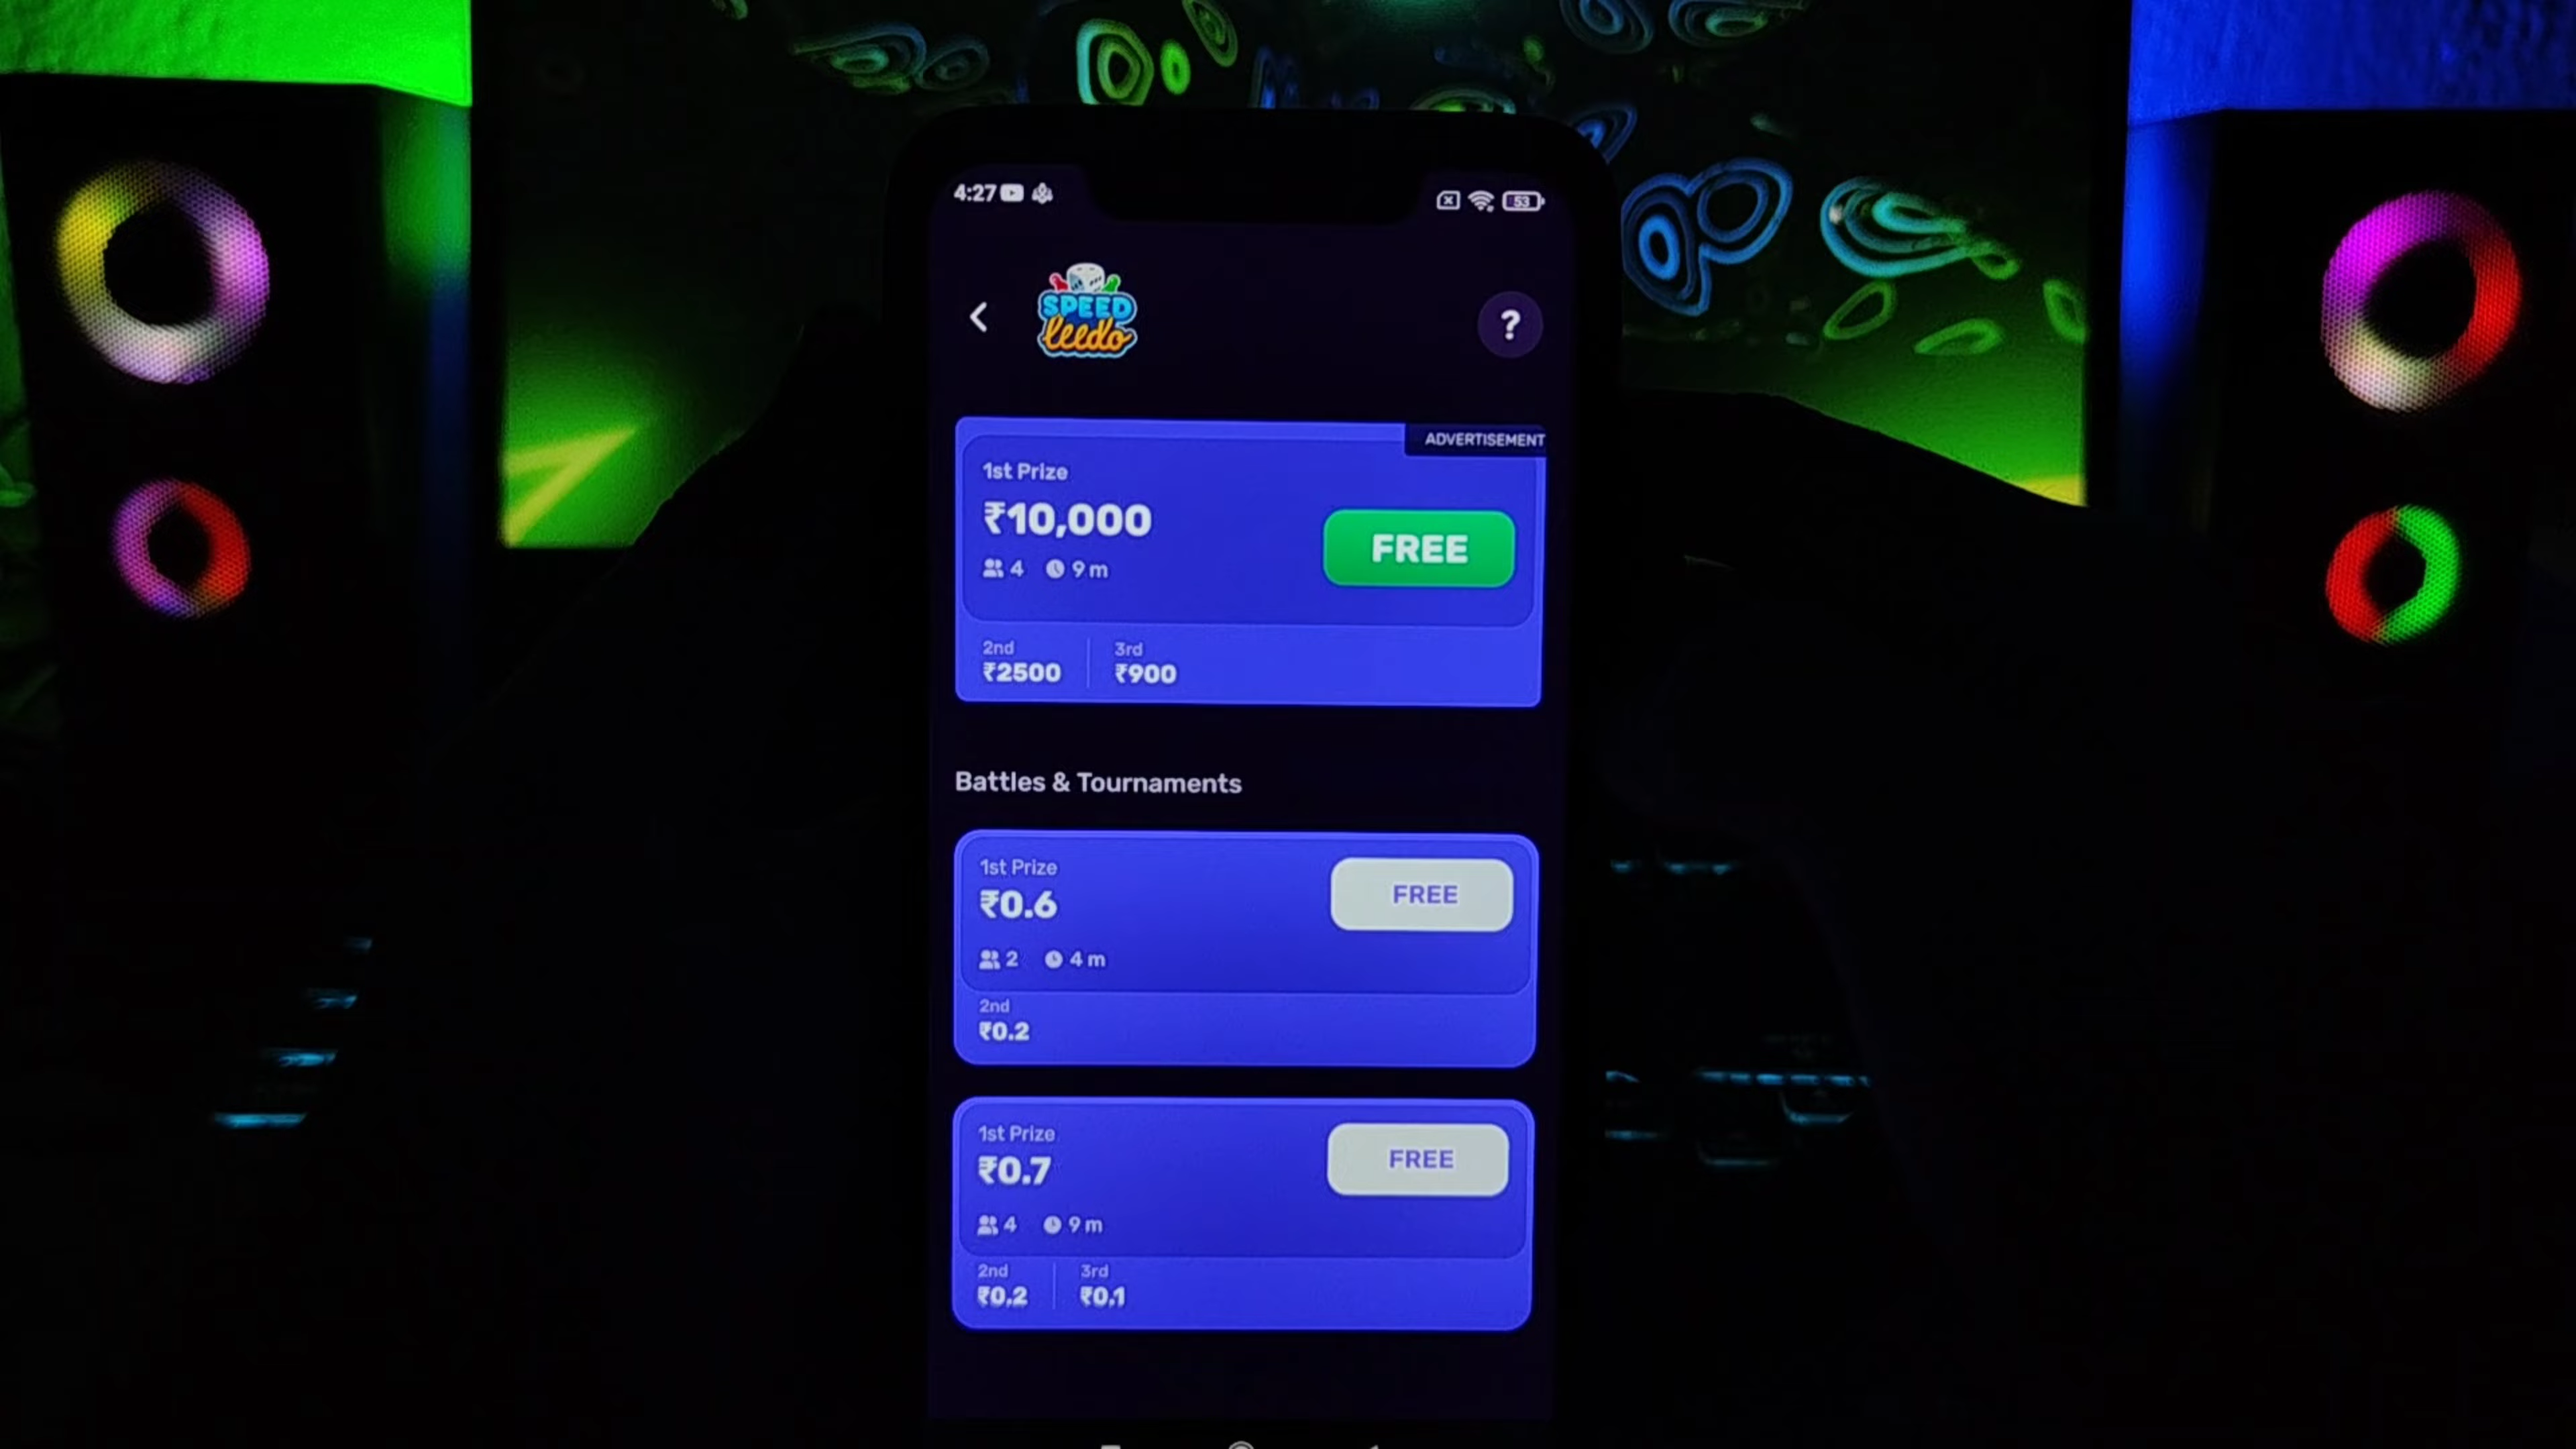 4:27
53
SPEED
leedo
?
ADVERTISEMENT
1st Prize
₹10,000
FREE
4 9 m
2nd 3rd
₹2500 ₹900
Battles & Tournaments
1st Prize
FREE
₹0.6
2 4 m
2nd
₹0.2
1st Prize
FREE
₹0.7
4 9 m
2nd 3rd
₹0.2 ₹0.1